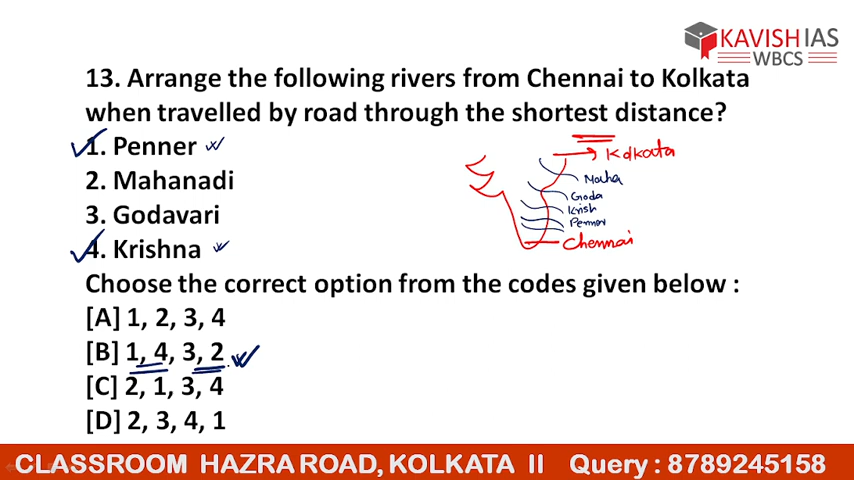 KAVISH IAS
WBCS
13. Arrange the following rivers from Chennai to Kolkata
when travelled by road through the shortest distance?
1. Penner
2. Mahanadi
3. Godavari
4. Krishna
Kolkata
Maha
Goda
Krish
Penner
Chennai
Choose the correct option from the codes given below :
[A] 1, 2, 3, 4
[B] 1, 4, 3, 2
[C] 2, 1, 3, 4
[D] 2, 3, 4, 1
CLASSROOM HAZRA ROAD, KOLKATA II Query : 8789245158